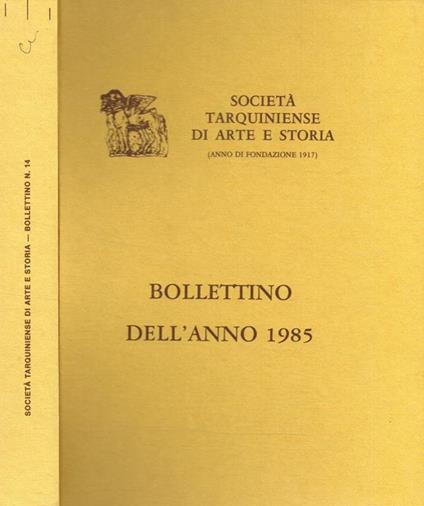 SOCIETÀ
TARQUINIENSE
DI ARTE E STORIA
(ANNO DI FONDAZIONE 1917)
BOLLETTINO
DELL'ANNO 1985
SOCIETÀ TARQUINIENSE DI ARTE E STORIA — BOLLETTINO N. 14